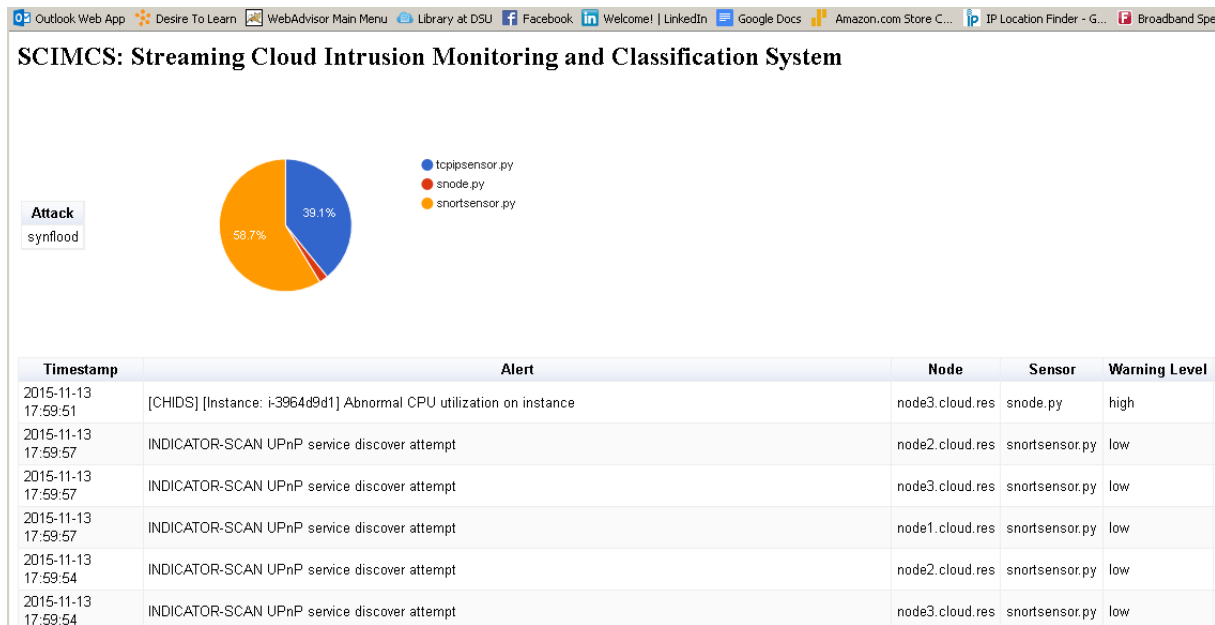 Outlook Web App Desire To Learn WebAdvisor Main Menu Library at DSU Facebook Welcome! | LinkedIn Google Docs Amazon.com Store C... IP Location Finder - G... Broadband Spe
SCIMCS: Streaming Cloud Intrusion Monitoring and Classification System
tcpipsensor.py
snode.py
snortsensor.py
39.1%
58.7%
Attack
synflood
Timestamp Alert Node Sensor Warning Level
2015-11-13
17:59:51
[CHIDS] [Instance: i-3964d9d1] Abnormal CPU utilization on instance node3.cloud.res snode.py high
2015-11-13
17:59:57
INDICATOR-SCAN UPnP service discover attempt node2.cloud.res snortsensor.py low
2015-11-13
17:59:57
INDICATOR-SCAN UPnP service discover attempt node3.cloud.res snortsensor.py low
2015-11-13
17:59:57
INDICATOR-SCAN UPnP service discover attempt node1.cloud.res snortsensor.py low
2015-11-13
17:59:54
INDICATOR-SCAN UPnP service discover attempt node2.cloud.res snortsensor.py low
2015-11-13
17:59:54
INDICATOR-SCAN UPnP service discover attempt node3.cloud.res snortsensor.py low